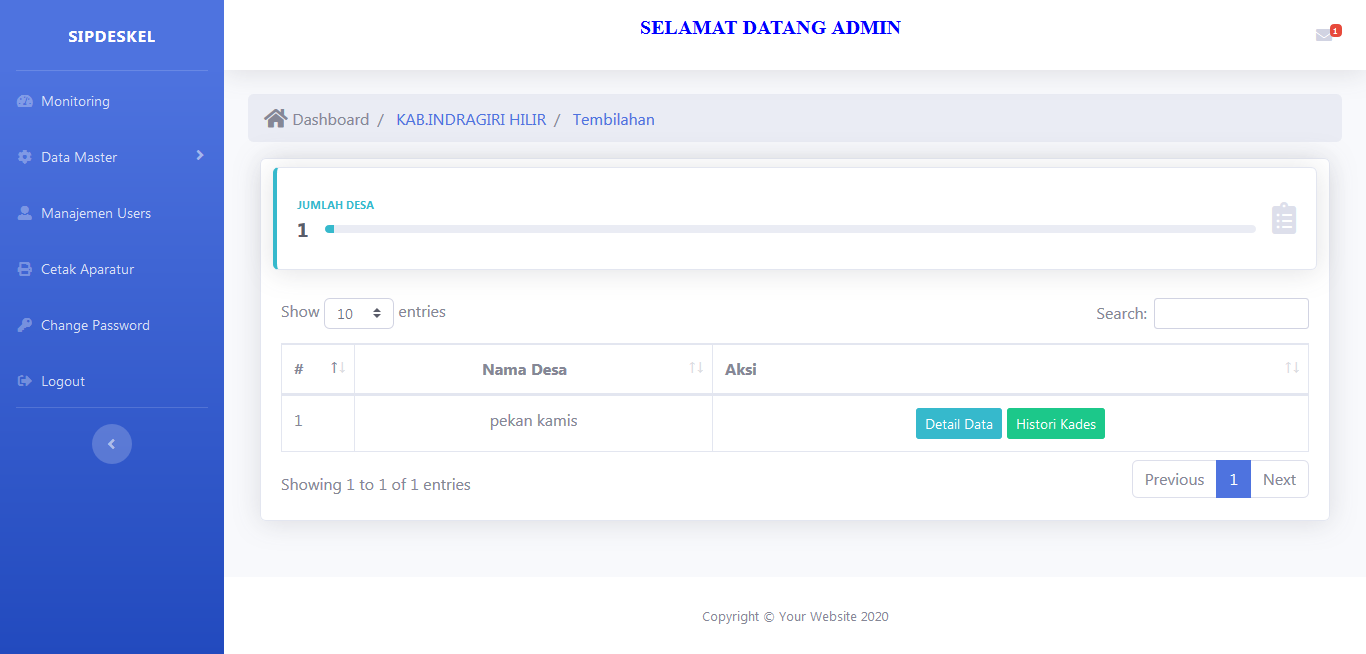 SIPDESKEL
Monitoring
Data Master
Manajemen Users
Cetak Aparatur
Change Password
Logout
SELAMAT DATANG ADMIN
1
Dashboard / KAB.INDRAGIRI HILIR / Tembilahan
JUMLAH DESA
1
Show 10 entries
Search:
# Nama Desa Aksi
1 pekan kamis Detail Data Histori Kades
Showing 1 to 1 of 1 entries
Previous 1 Next
Copyright © Your Website 2020